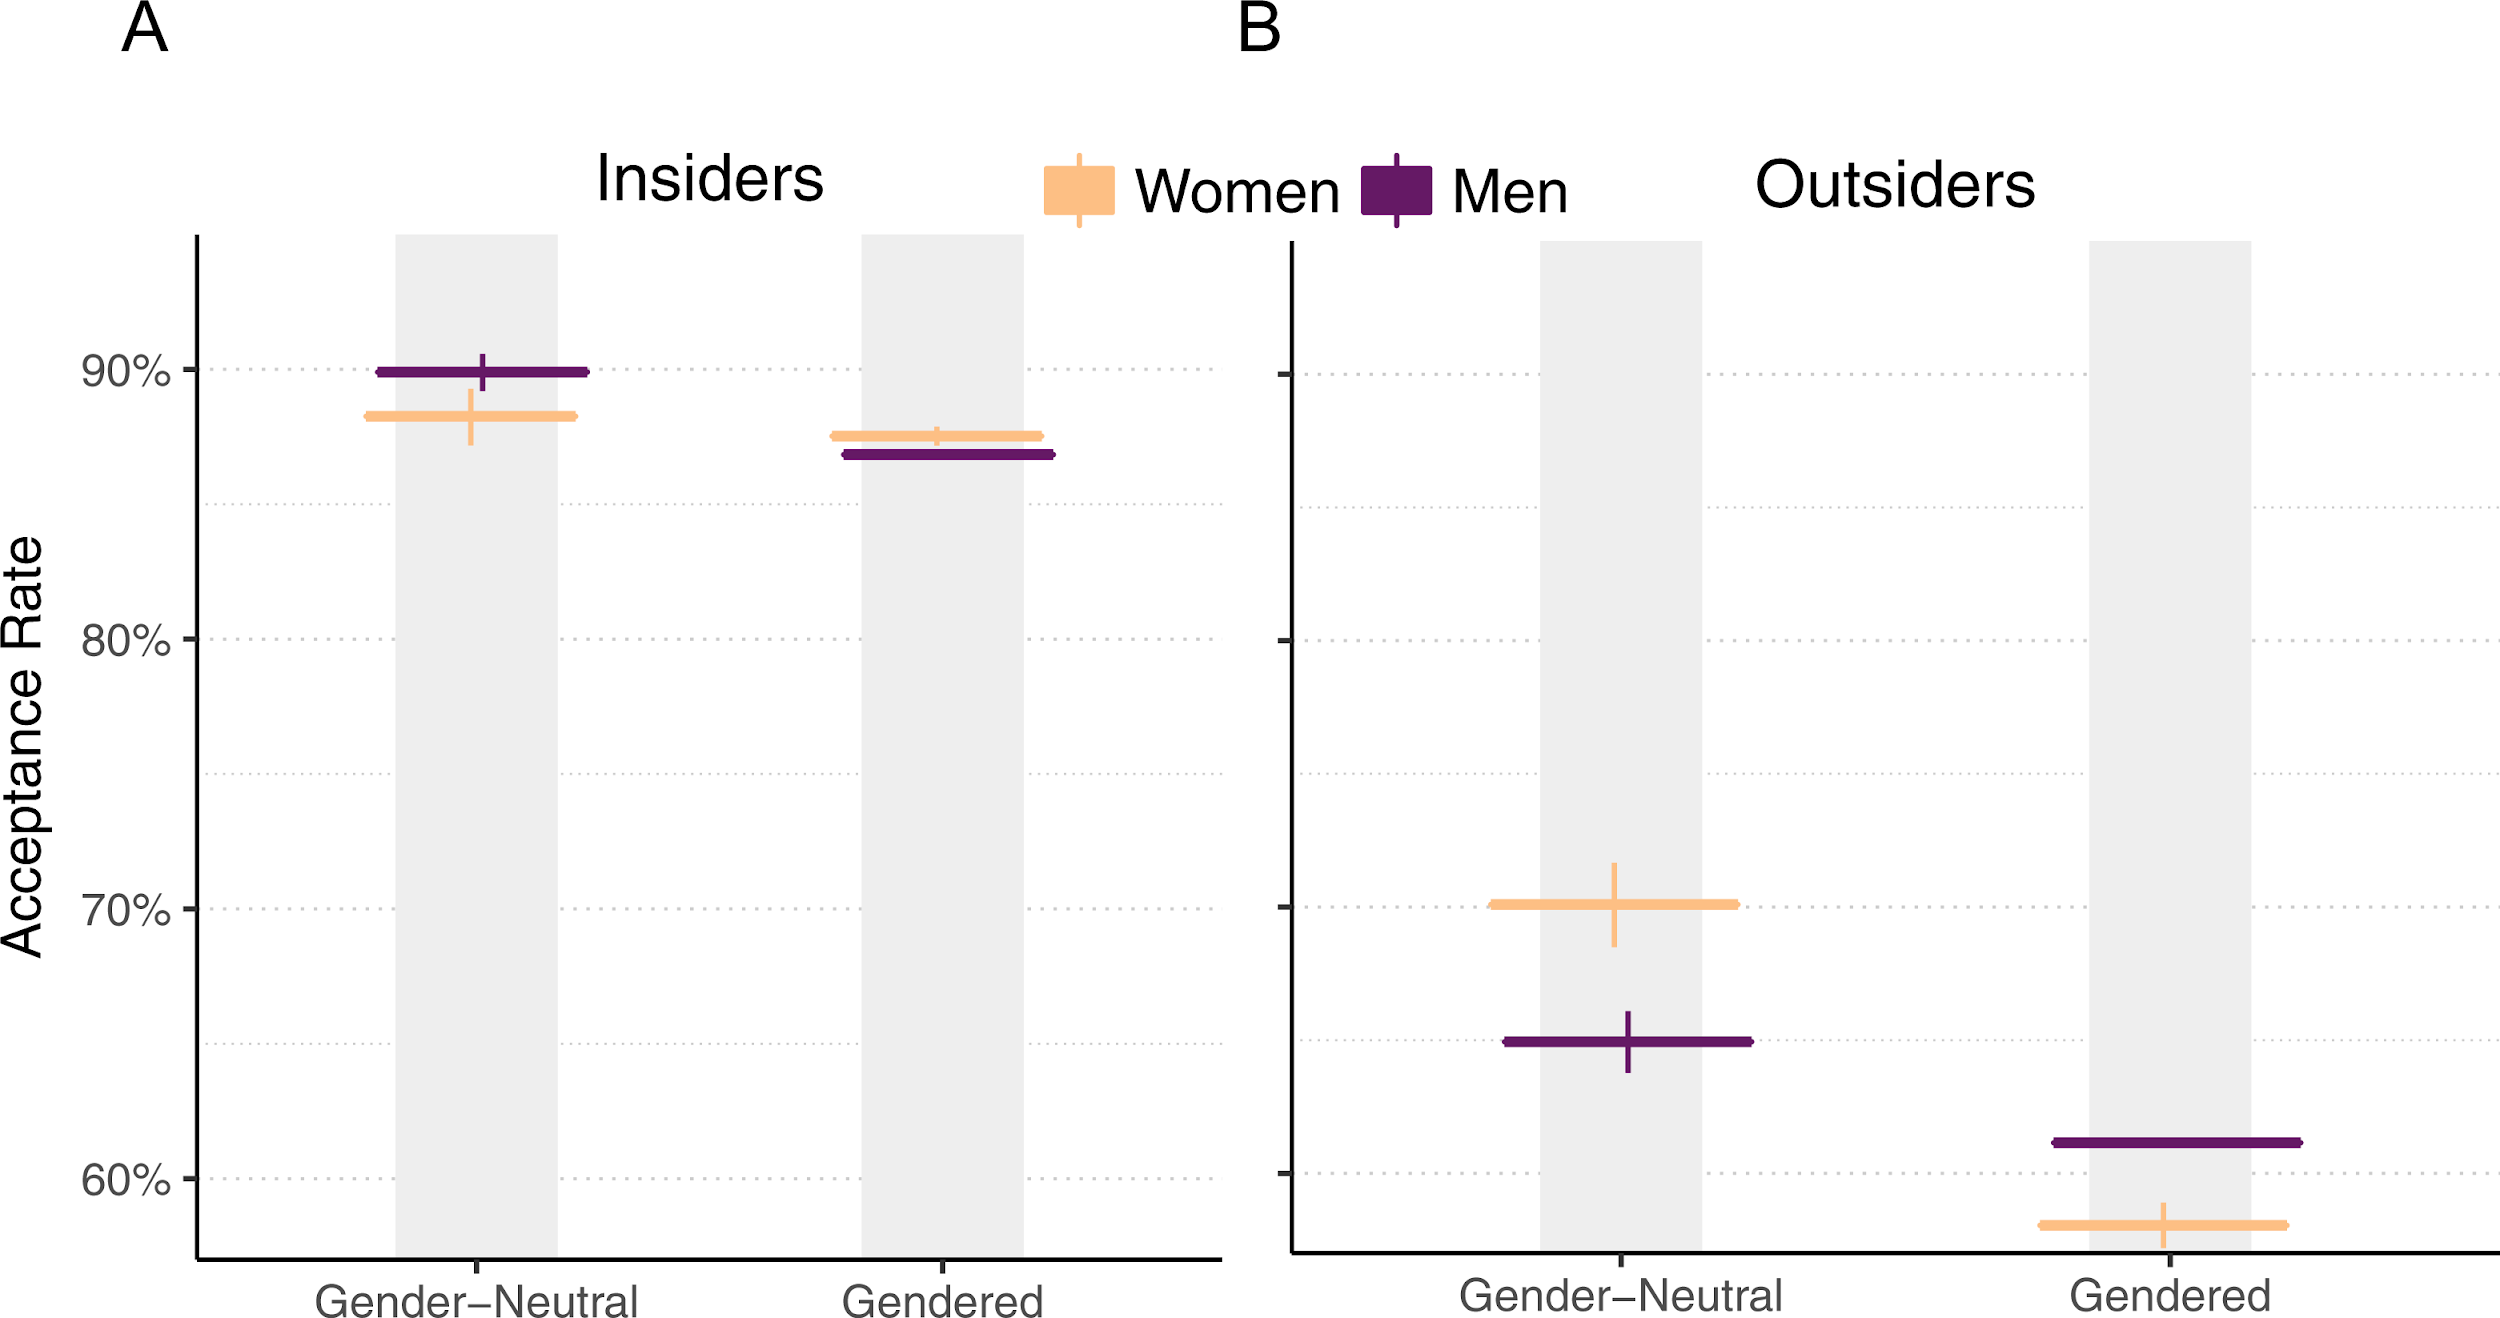 A
B
Insiders
Women
Men
Outsiders
Acceptance Rate
90%
80%
70%
60%
Gender–Neutral
Gendered
Gender–Neutral
Gendered